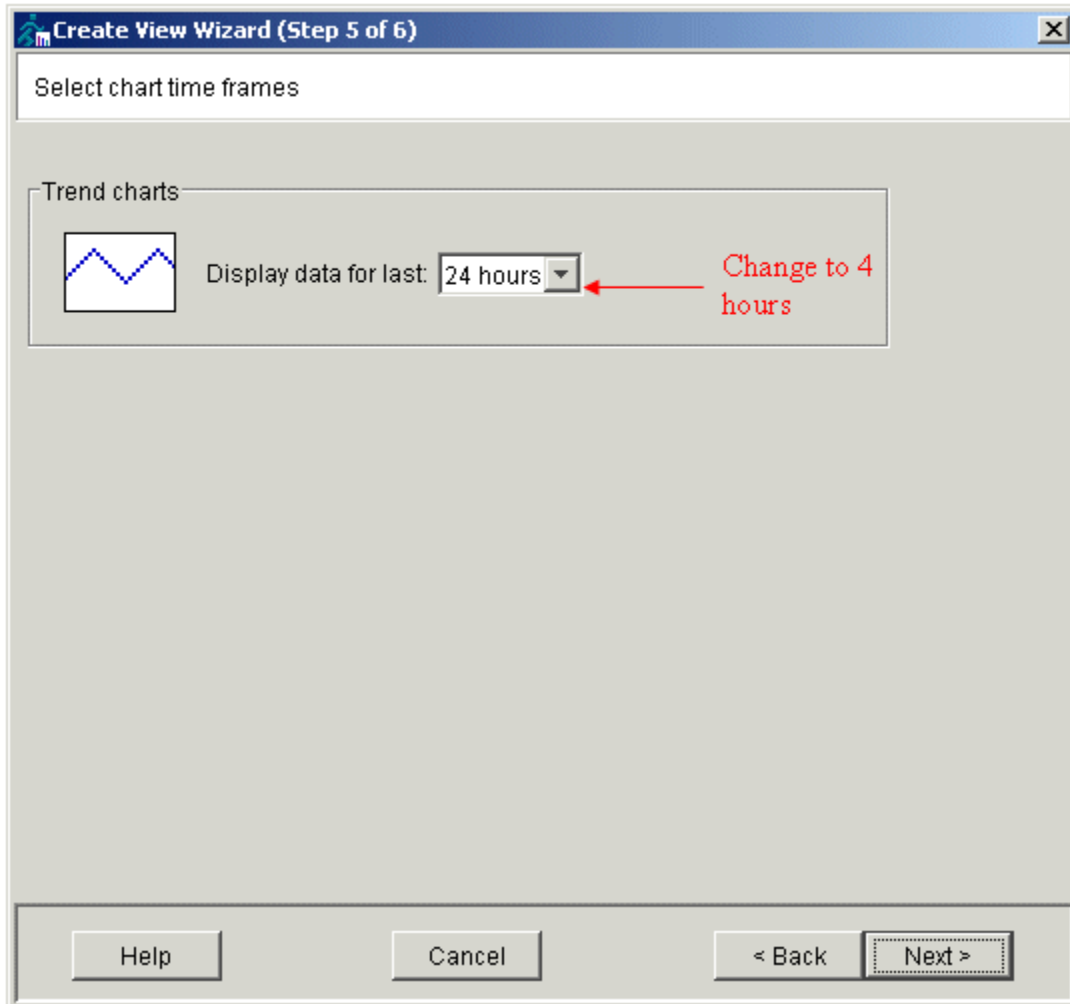 Create View Wizard (Step 5 of 6)
Select chart time frames
Trend charts
Display data for last: 24 hours
Change to 4
hours
Help Cancel < Back Next >